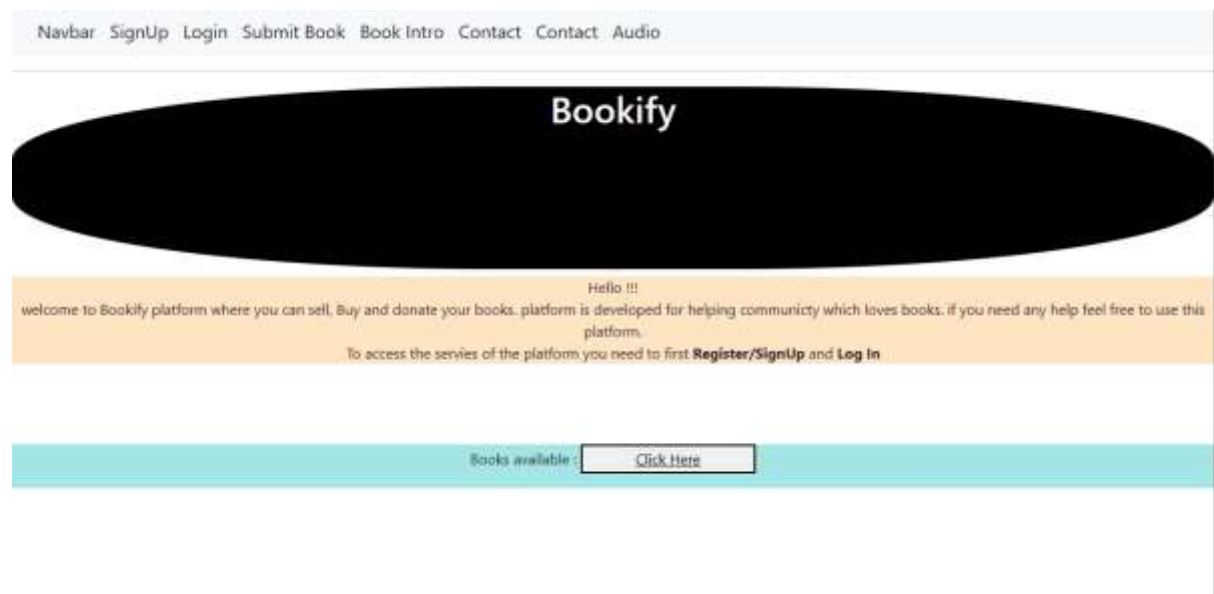 Navbar SignUp Login Submit Book Book Intro Contact Contact Audio
Bookify
Hello !!!
welcome to Bookify platform where you can sell, Buy and donate your books. platform is developed for helping communicty which loves books. if you need any help feel free to use this
platform.
To access the servies of the platform you need to first Register/SignUp and Log In
Books available : Click Here